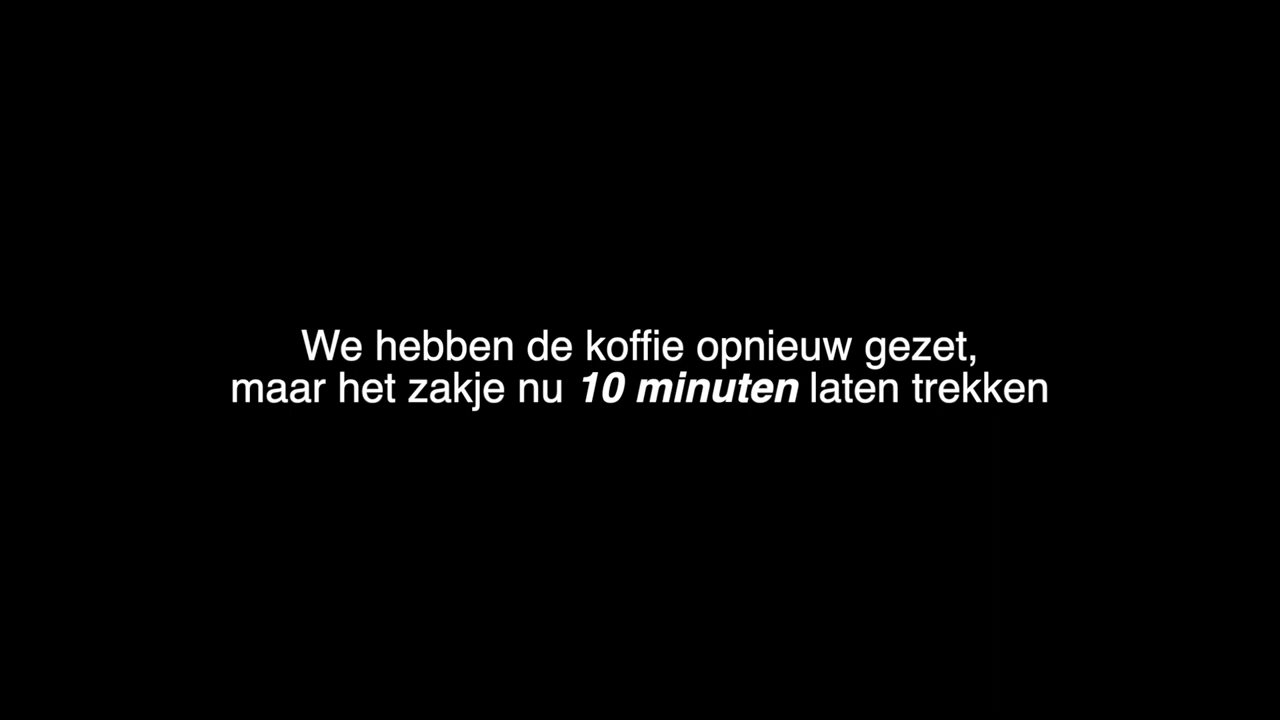 We hebben de koffie opnieuw gezet,
maar het zakje nu 10 minuten laten trekken